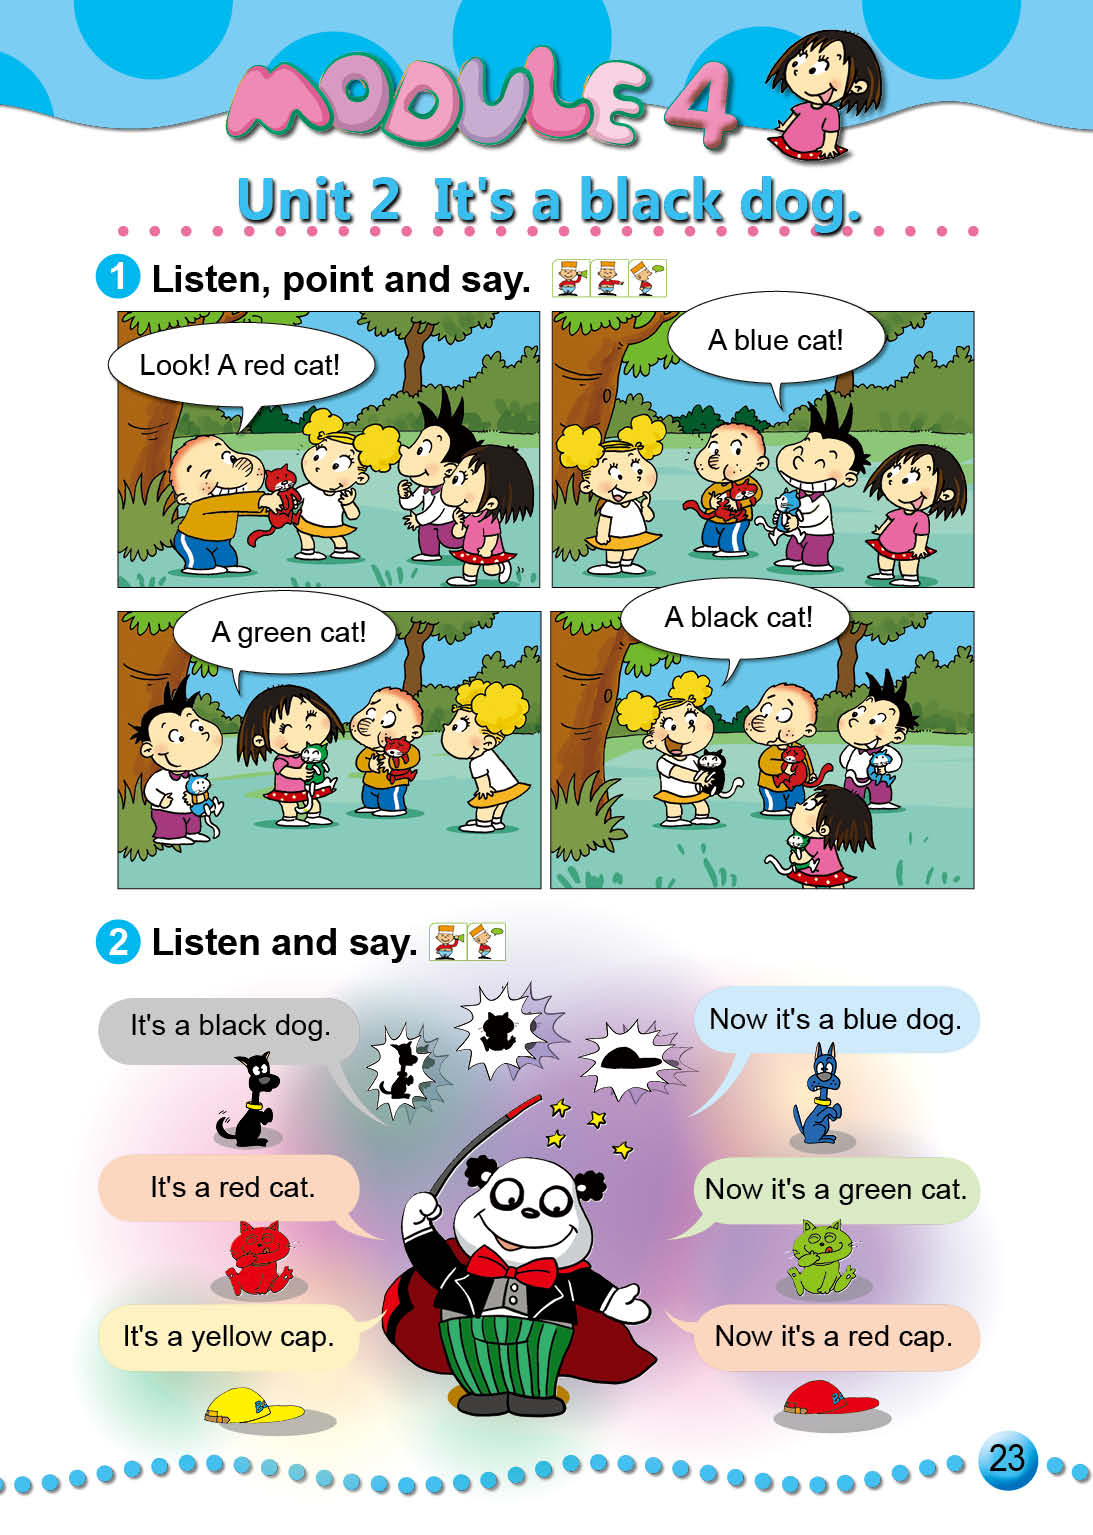 MODULE 4
Unit 2 It's a black dog.
1 Listen, point and say.
Look! A red cat!
A blue cat!
A green cat!
A black cat!
2 Listen and say.
It's a black dog.
Now it's a blue dog.
It's a red cat.
Now it's a green cat.
It's a yellow cap.
Now it's a red cap.
23